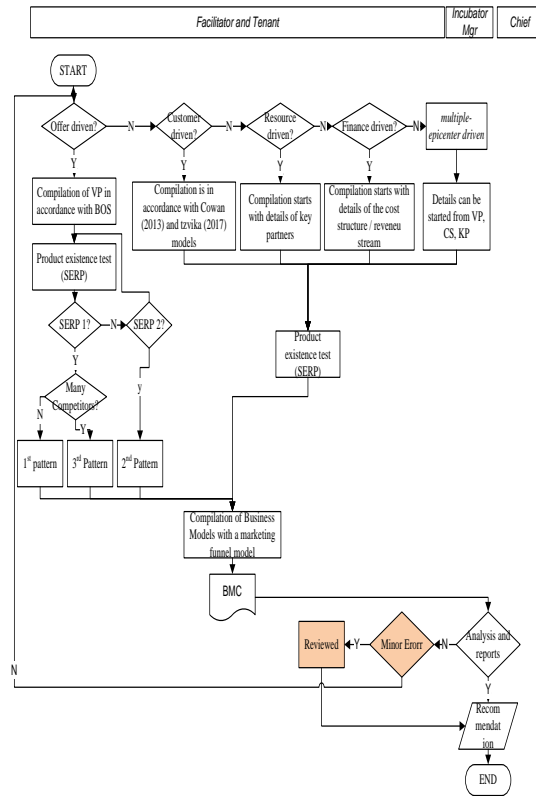 Facilitator and Tenant
Incubator
Mgr
Chief
START
Offer driven?
N
Customer
driven?
N
Resource
driven?
N
Finance driven?
N
multiple-
epicenter driven
Y
Y
Y
Y
Compilation of VP in
accordance with BOS
Compilation is in
accordance with Cowan
(2013) and tzvika (2017)
models
Compilation starts
with details of key
partners
Compilation starts with
details of the cost
structure / reveneu
stream
Details can be
started from VP,
CS, KP
Product existence test
(SERP)
SERP 1?
N
SERP 2?
Product
existence test
(SERP)
Y
Many
Competitors?
y
N
Y
1st pattern
3rd Pattern
2nd Pattern
Compilation of Business
Models with a marketing
funnel model
BMC
Reviewed
Y
Minor Erorr
N
Analysis and
reports
N
Y
Recom
mendat
ion
END